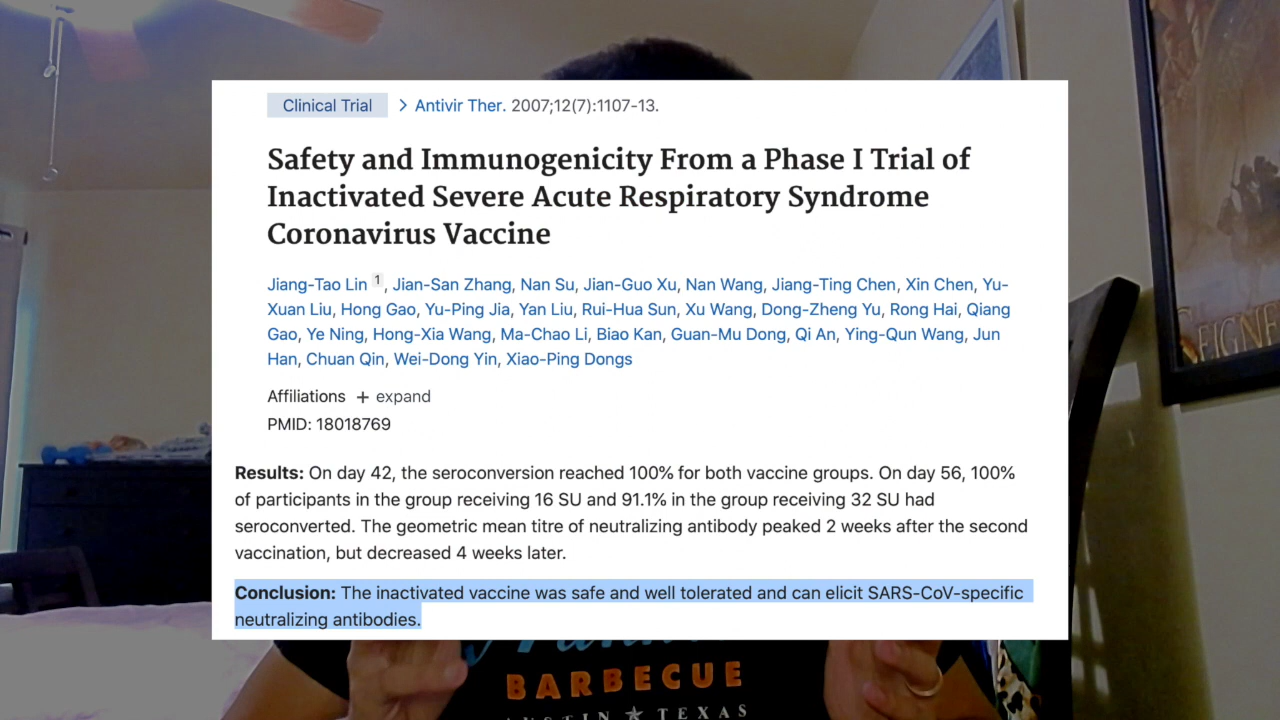 Clinical Trial > Antivir Ther. 2007;12(7):1107-13.
Safety and Immunogenicity From a Phase I Trial of
Inactivated Severe Acute Respiratory Syndrome
Coronavirus Vaccine
Jiang-Tao Lin 1, Jian-San Zhang, Nan Su, Jian-Guo Xu, Nan Wang, Jiang-Ting Chen, Xin Chen, Yu-
Xuan Liu, Hong Gao, Yu-Ping Jia, Yan Liu, Rui-Hua Sun, Xu Wang, Dong-Zheng Yu, Rong Hai, Qiang
Gao, Ye Ning, Hong-Xia Wang, Ma-Chao Li, Biao Kan, Guan-Mu Dong, Qi An, Ying-Qun Wang, Jun
Han, Chuan Qin, Wei-Dong Yin, Xiao-Ping Dongs
Affiliations + expand
PMID: 18018769
Results: On day 42, the seroconversion reached 100% for both vaccine groups. On day 56, 100%
of participants in the group receiving 16 SU and 91.1% in the group receiving 32 SU had
seroconverted. The geometric mean titre of neutralizing antibody peaked 2 weeks after the second
vaccination, but decreased 4 weeks later.
Conclusion: The inactivated vaccine was safe and well tolerated and can elicit SARS-CoV-specific
neutralizing antibodies.
BARBECUE
TEXAS